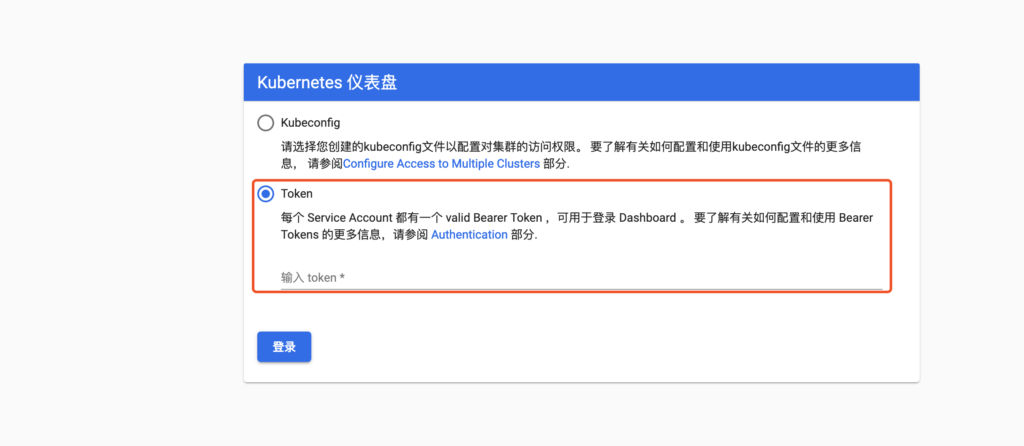 Kubernetes 仪表盘
Kubeconfig
请选择您创建的kubeconfig文件以配置对集群的访问权限。 要了解有关如何配置和使用kubeconfig文件的更多信
息， 请参阅Configure Access to Multiple Clusters 部分.
Token
每个 Service Account 都有一个 valid Bearer Token ，可用于登录 Dashboard 。 要了解有关如何配置和使用 Bearer
Tokens 的更多信息，请参阅 Authentication 部分.
输入 token *
登录